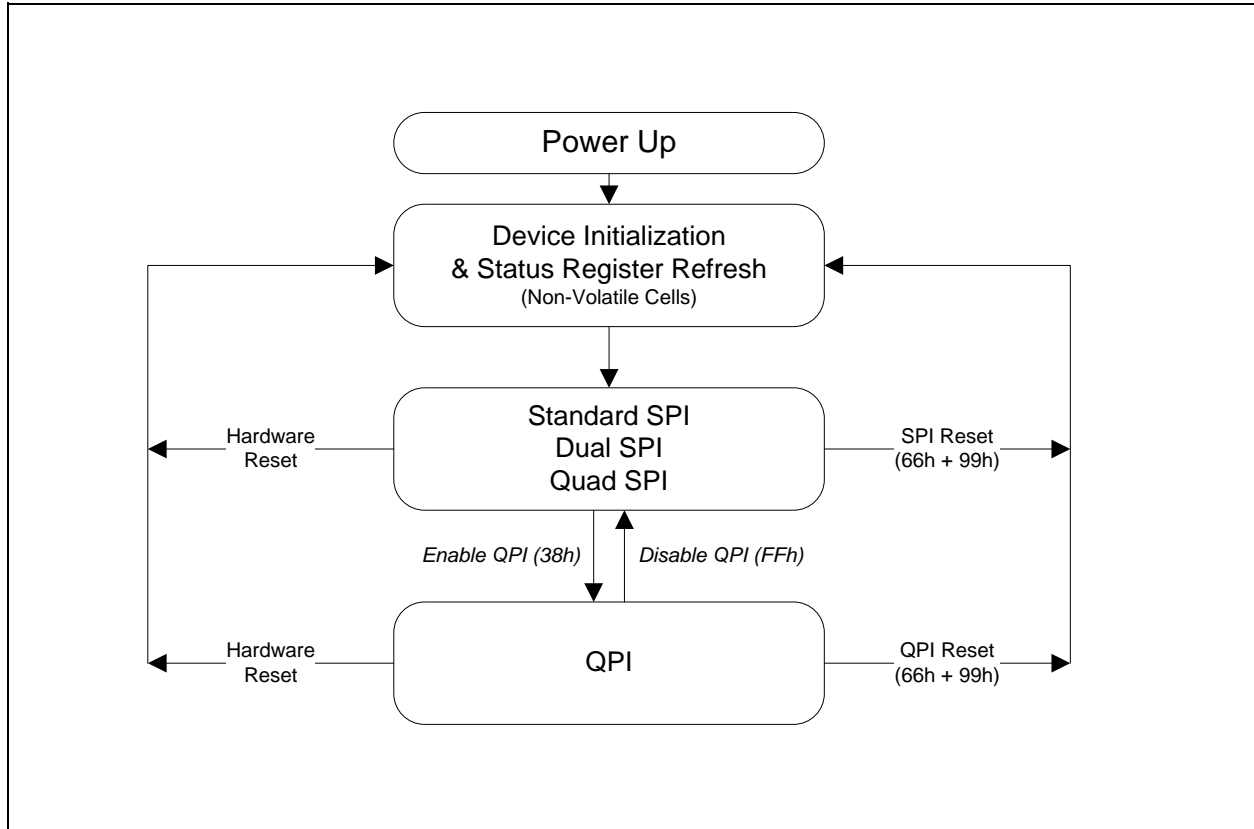 Power Up
Device Initialization
& Status Register Refresh
(Non-Volatile Cells)
Standard SPI
Dual SPI
Quad SPI
Hardware
Reset
SPI Reset
(66h + 99h)
Enable QPI (38h)
Disable QPI (FFh)
QPI
Hardware
Reset
QPI Reset
(66h + 99h)